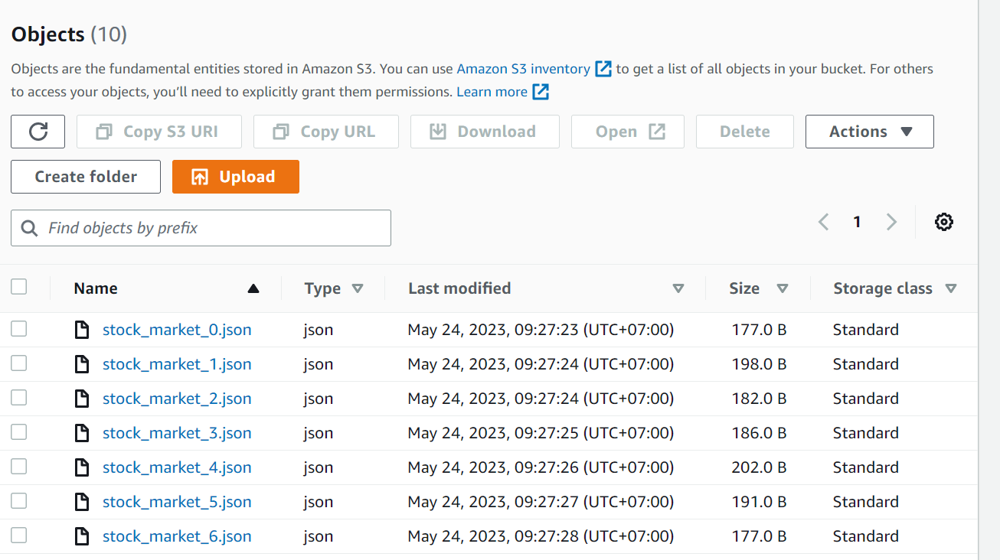 Objects (10)
Objects are the fundamental entities stored in Amazon S3. You can use Amazon S3 inventory to get a list of all objects in your bucket. For others
to access your objects, you’ll need to explicitly grant them permissions. Learn more
Copy S3 URI Copy URL Download Open Delete Actions
Create folder Upload
Find objects by prefix 1
Name Type Last modified Size Storage class
stock_market_0.json json May 24, 2023, 09:27:23 (UTC+07:00) 177.0 B Standard
stock_market_1.json json May 24, 2023, 09:27:24 (UTC+07:00) 198.0 B Standard
stock_market_2.json json May 24, 2023, 09:27:24 (UTC+07:00) 182.0 B Standard
stock_market_3.json json May 24, 2023, 09:27:25 (UTC+07:00) 186.0 B Standard
stock_market_4.json json May 24, 2023, 09:27:26 (UTC+07:00) 202.0 B Standard
stock_market_5.json json May 24, 2023, 09:27:27 (UTC+07:00) 191.0 B Standard
stock_market_6.json json May 24, 2023, 09:27:28 (UTC+07:00) 177.0 B Standard